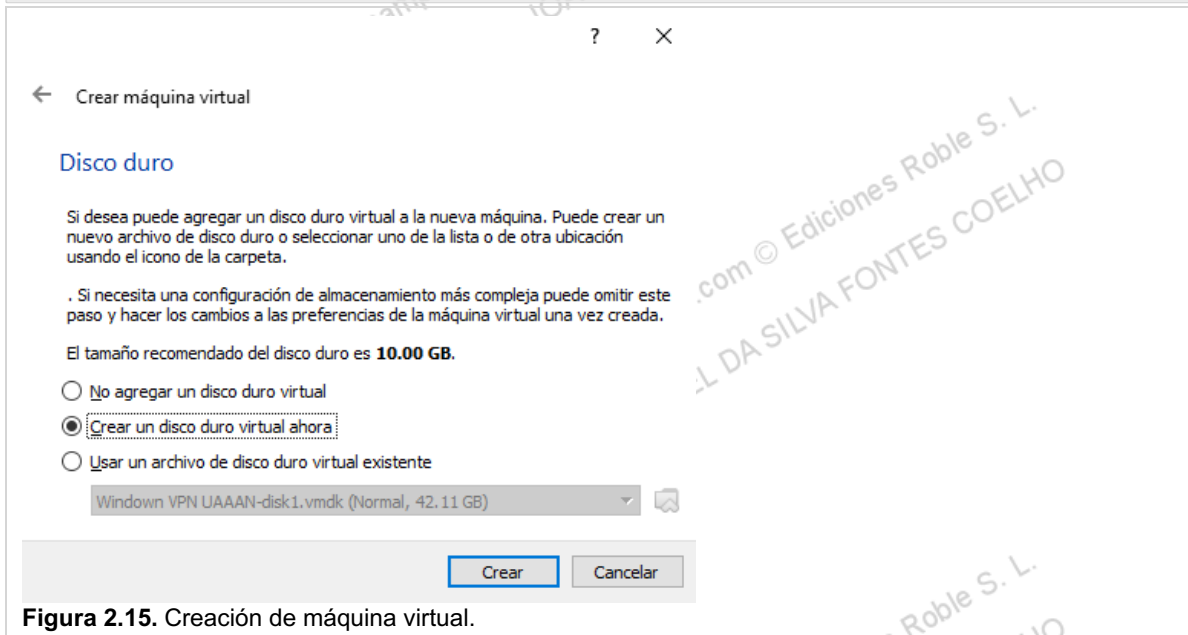 ? ×
← Crear máquina virtual
Disco duro
Si desea puede agregar un disco duro virtual a la nueva máquina. Puede crear un
nuevo archivo de disco duro o seleccionar uno de la lista o de otra ubicación
usando el icono de la carpeta.
. Si necesita una configuración de almacenamiento más compleja puede omitir este
paso y hacer los cambios a las preferencias de la máquina virtual una vez creada.
El tamaño recomendado del disco duro es 10.00 GB.
No agregar un disco duro virtual
Crear un disco duro virtual ahora
Usar un archivo de disco duro virtual existente
Windown VPN UAAAN-disk1.vmdk (Normal, 42.11 GB)
Crear Cancelar
Figura 2.15. Creación de máquina virtual.
.com © Ediciones Roble S. L.
DA SILVA FONTES COELHO
Roble S. L.